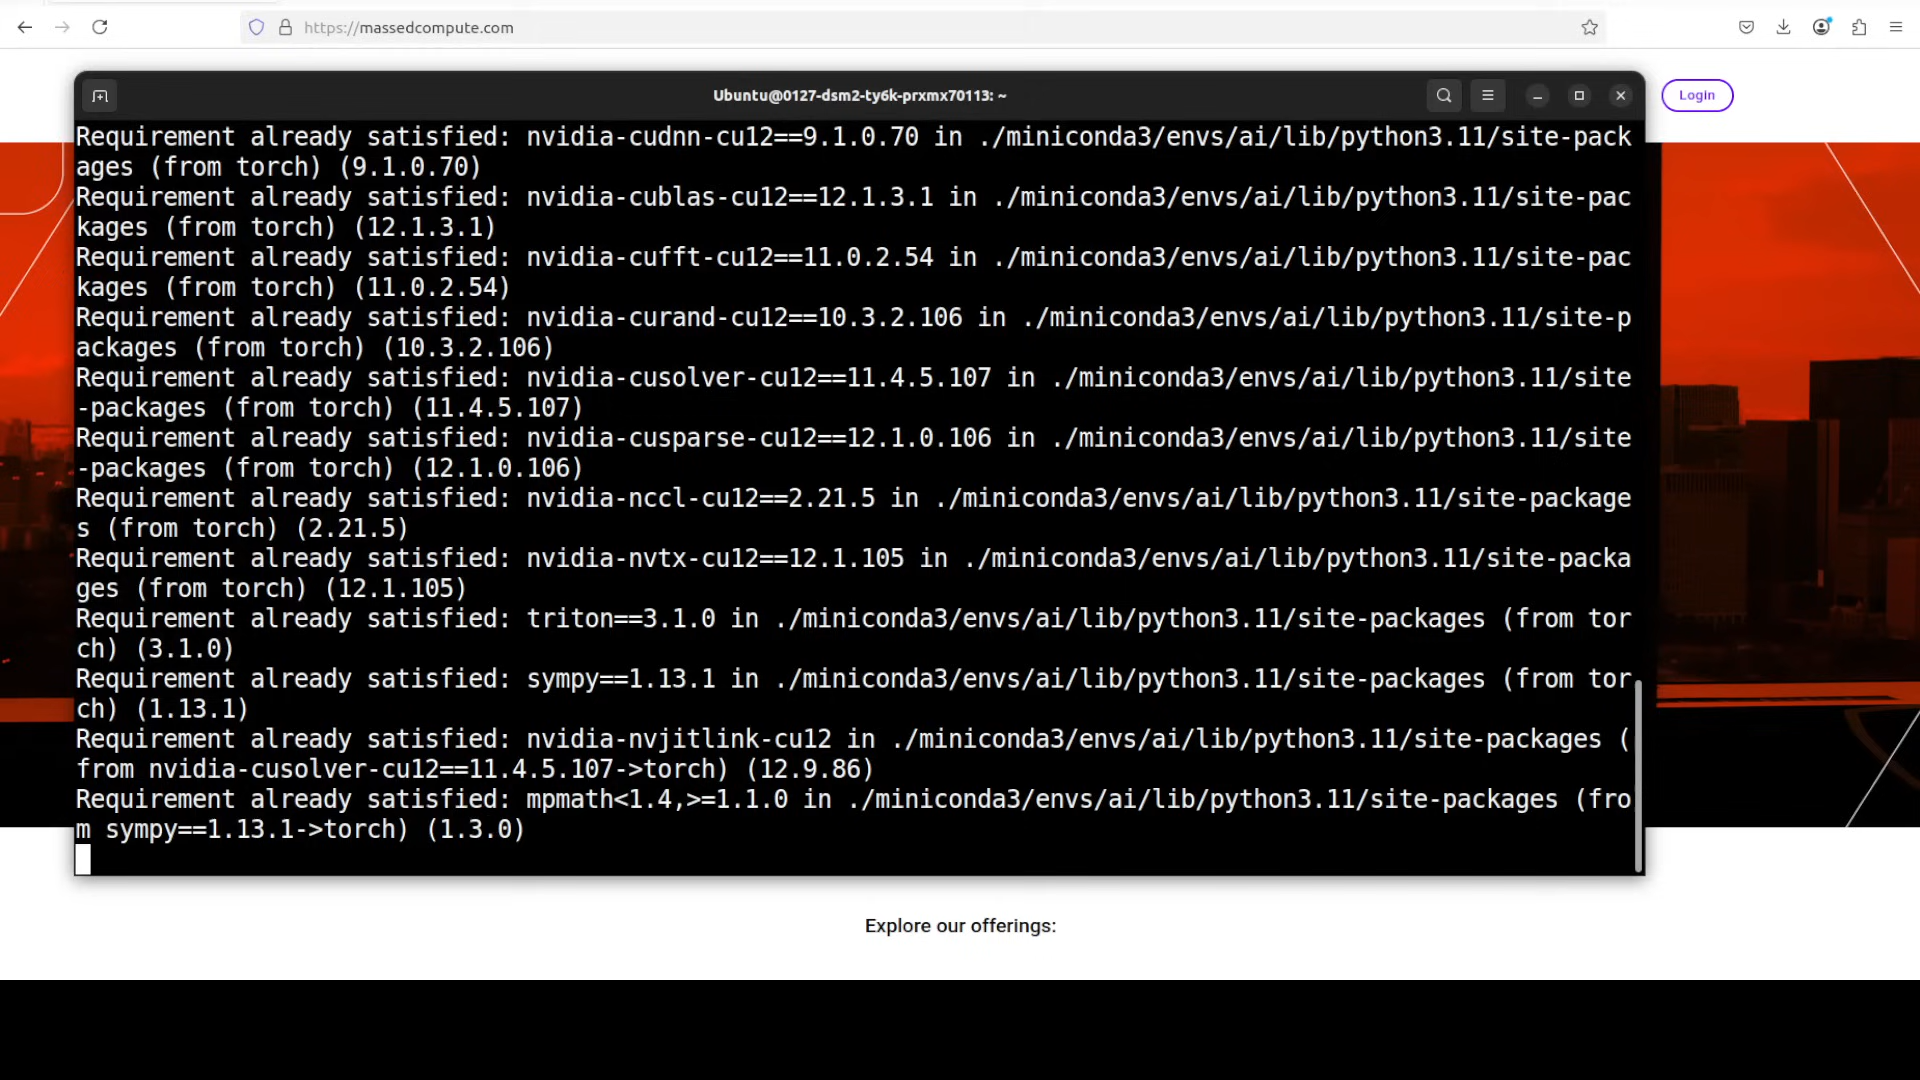 https://massedcompute.com
Ubuntu@0127-dsm2-ty6k-prxmx70113: ~
Login
Requirement already satisfied: nvidia-cudnn-cu12==9.1.0.70 in ./miniconda3/envs/ai/lib/python3.11/site-pack
ages (from torch) (9.1.0.70)
Requirement already satisfied: nvidia-cublas-cu12==12.1.3.1 in ./miniconda3/envs/ai/lib/python3.11/site-pac
kages (from torch) (12.1.3.1)
Requirement already satisfied: nvidia-cufft-cu12==11.0.2.54 in ./miniconda3/envs/ai/lib/python3.11/site-pac
kages (from torch) (11.0.2.54)
Requirement already satisfied: nvidia-curand-cu12==10.3.2.106 in ./miniconda3/envs/ai/lib/python3.11/site-p
ackages (from torch) (10.3.2.106)
Requirement already satisfied: nvidia-cusolver-cu12==11.4.5.107 in ./miniconda3/envs/ai/lib/python3.11/site
-packages (from torch) (11.4.5.107)
Requirement already satisfied: nvidia-cusparse-cu12==12.1.0.106 in ./miniconda3/envs/ai/lib/python3.11/site
-packages (from torch) (12.1.0.106)
Requirement already satisfied: nvidia-nccl-cu12==2.21.5 in ./miniconda3/envs/ai/lib/python3.11/site-package
s (from torch) (2.21.5)
Requirement already satisfied: nvidia-nvtx-cu12==12.1.105 in ./miniconda3/envs/ai/lib/python3.11/site-packa
ges (from torch) (12.1.105)
Requirement already satisfied: triton==3.1.0 in ./miniconda3/envs/ai/lib/python3.11/site-packages (from tor
ch) (3.1.0)
Requirement already satisfied: sympy==1.13.1 in ./miniconda3/envs/ai/lib/python3.11/site-packages (from tor
ch) (1.13.1)
Requirement already satisfied: nvidia-nvjitlink-cu12 in ./miniconda3/envs/ai/lib/python3.11/site-packages (
from nvidia-cusolver-cu12==11.4.5.107->torch) (12.9.86)
Requirement already satisfied: mpmath<1.4,>=1.1.0 in ./miniconda3/envs/ai/lib/python3.11/site-packages (fro
m sympy==1.13.1->torch) (1.3.0)
Explore our offerings: